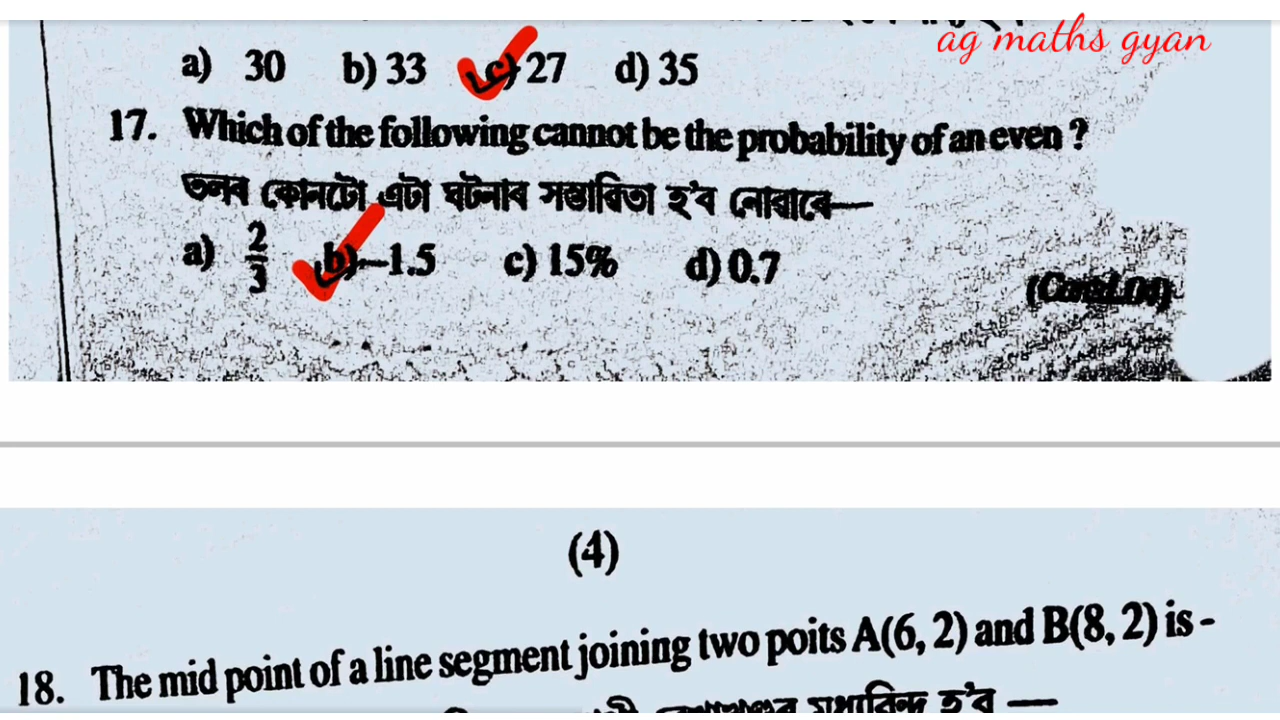 ag maths gyan
a) 30 b) 33 c) 27 d) 35
17. Which of the following cannot be the probability of an even ?
তলৰ কোনটো এটা ঘটনাৰ সম্ভাৱিতা হ'ব নোৱাৰে—
a) 2/3 b) –1.5 c) 15% d) 0.7
(4)
18. The mid point of a line segment joining two poits A(6, 2) and B(8, 2) is -
মধ্যবিন্দু হ'ব —